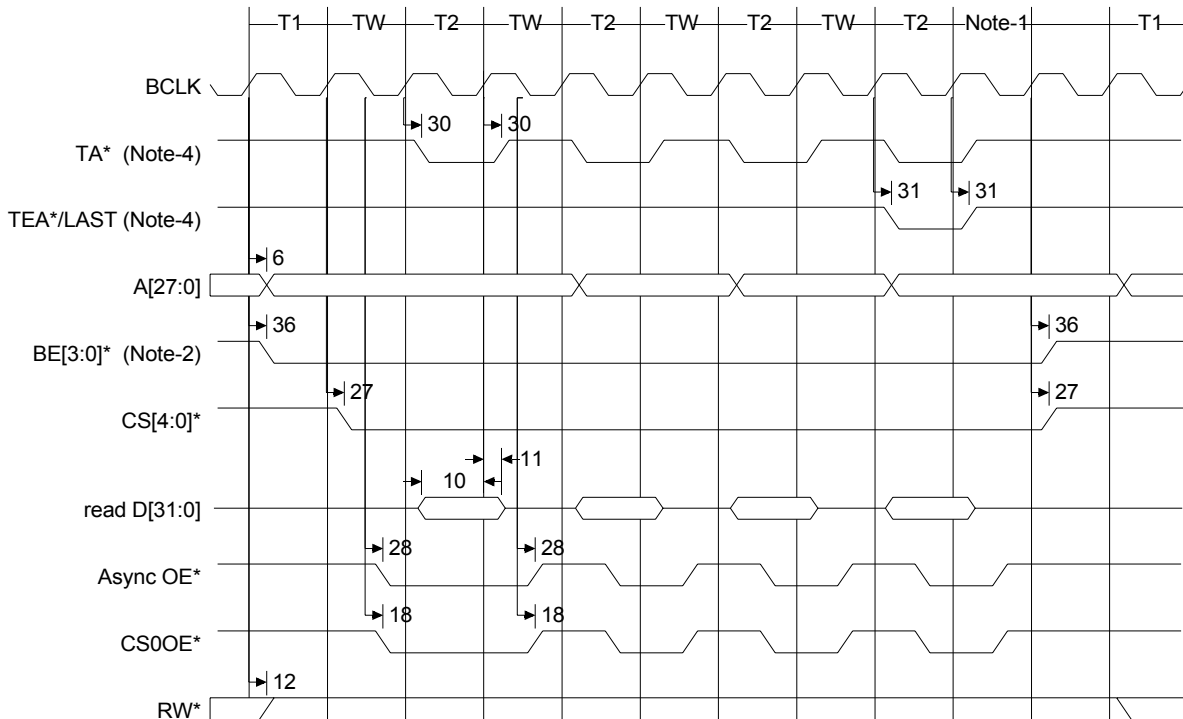 T1 TW T2 TW T2 TW T2 TW T2 Note-1 T1
BCLK
30 30
TA* (Note-4)
31 31
TEA*/LAST (Note-4)
6
A[27:0]
36 36
BE[3:0]* (Note-2)
27 27
CS[4:0]*
11
10
read D[31:0]
28 28
Async OE*
18 18
CS0OE*
12
RW*